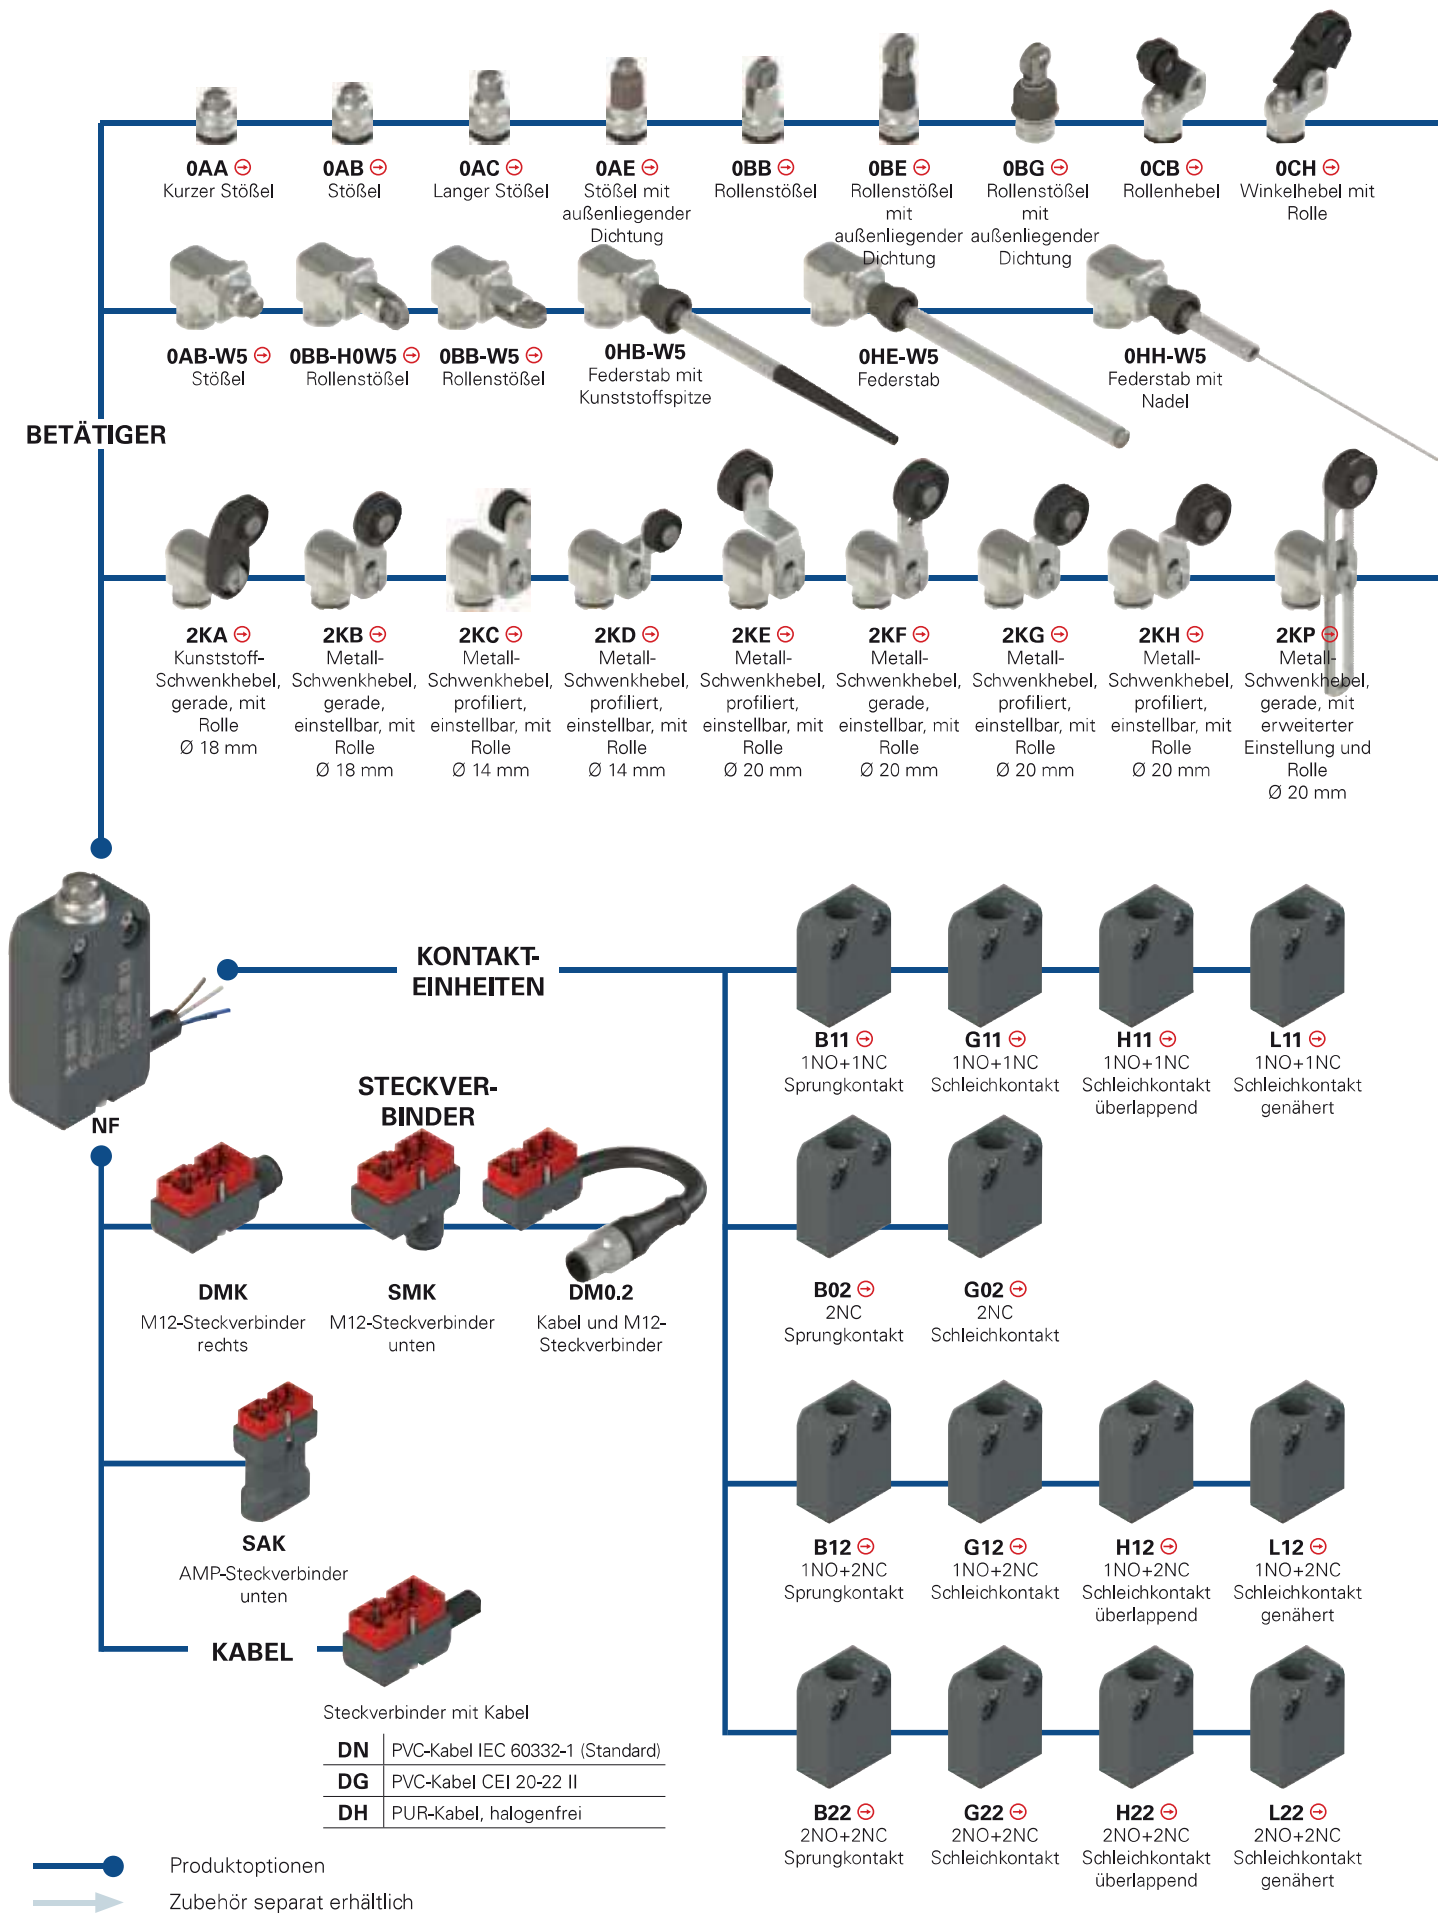 0AA
Kurzer Stößel
0AB
Stößel
0AC
Langer Stößel
0AE
Stößel mit
außenliegender
Dichtung
0BB
Rollenstößel
0BE
Rollenstößel
mit
außenliegender
Dichtung
0BG
Rollenstößel
mit
außenliegender
Dichtung
0CB
Rollenhebel
0CH
Winkelhebel mit
Rolle
0AB-W5
Stößel
0BB-H0W5
Rollenstößel
0BB-W5
Rollenstößel
0HB-W5
Federstab mit
Kunststoffspitze
0HE-W5
Federstab
0HH-W5
Federstab mit
Nadel
BETÄTIGER
2KA
Kunststoff-
Schwenkhebel,
gerade, mit
Rolle
Ø 18 mm
2KB
Metall-
Schwenkhebel,
gerade,
einstellbar, mit
Rolle
Ø 18 mm
2KC
Metall-
Schwenkhebel,
profiliert,
einstellbar, mit
Rolle
Ø 14 mm
2KD
Metall-
Schwenkhebel,
profiliert,
einstellbar, mit
Rolle
Ø 14 mm
2KE
Metall-
Schwenkhebel,
profiliert,
einstellbar, mit
Rolle
Ø 20 mm
2KF
Metall-
Schwenkhebel,
gerade,
einstellbar, mit
Rolle
Ø 20 mm
2KG
Metall-
Schwenkhebel,
profiliert,
einstellbar, mit
Rolle
Ø 20 mm
2KH
Metall-
Schwenkhebel,
profiliert,
einstellbar, mit
Rolle
Ø 20 mm
2KP
Metall-
Schwenkhebel,
gerade, mit
erweiterter
Einstellung und
Rolle
Ø 20 mm
NF
KONTAKT-
EINHEITEN
B11
1NO+1NC
Sprungkontakt
G11
1NO+1NC
Schleichkontakt
H11
1NO+1NC
Schleichkontakt
überlappend
L11
1NO+1NC
Schleichkontakt
genähert
B02
2NC
Sprungkontakt
G02
2NC
Schleichkontakt
B12
1NO+2NC
Sprungkontakt
G12
1NO+2NC
Schleichkontakt
H12
1NO+2NC
Schleichkontakt
überlappend
L12
1NO+2NC
Schleichkontakt
genähert
B22
2NO+2NC
Sprungkontakt
G22
2NO+2NC
Schleichkontakt
H22
2NO+2NC
Schleichkontakt
überlappend
L22
2NO+2NC
Schleichkontakt
genähert
STECKVER-
BINDER
DMK
M12-Steckverbinder
rechts
SMK
M12-Steckverbinder
unten
DM0.2
Kabel und M12-
Steckverbinder
SAK
AMP-Steckverbinder
unten
KABEL
Steckverbinder mit Kabel
DN PVC-Kabel IEC 60332-1 (Standard)
DG PVC-Kabel CEI 20-22 II
DH PUR-Kabel, halogenfrei
Produktoptionen
Zubehör separat erhältlich